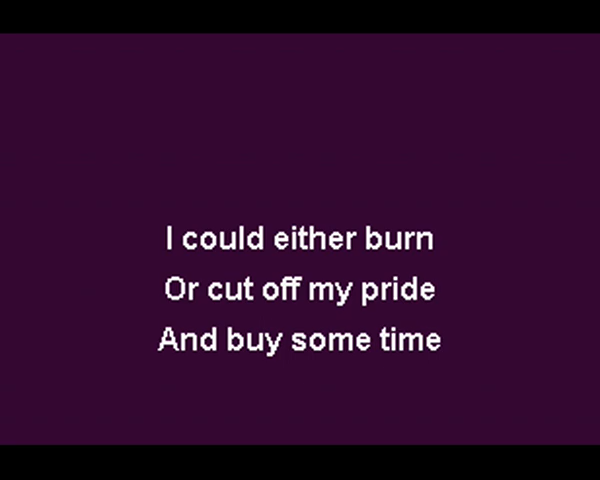 I could either burn
Or cut off my pride
And buy some time